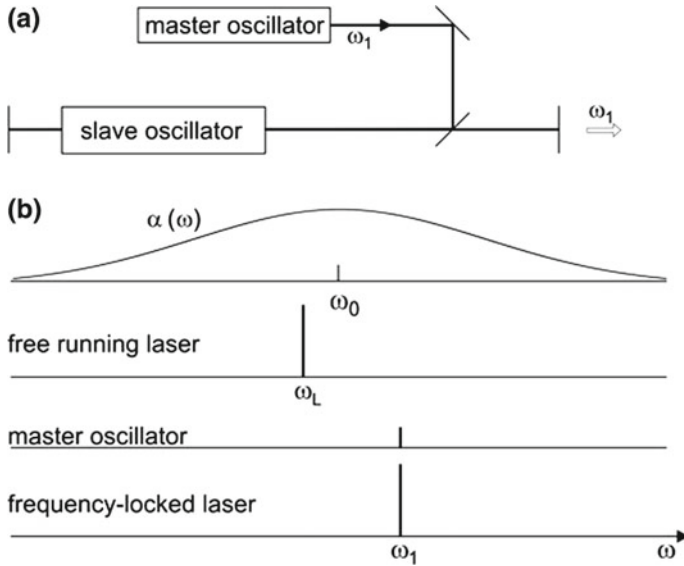 (a)
master oscillator
ω1
slave oscillator
ω1
(b)
α (ω)
ω0
free running laser
ωL
master oscillator
frequency-locked laser
ω1 ω